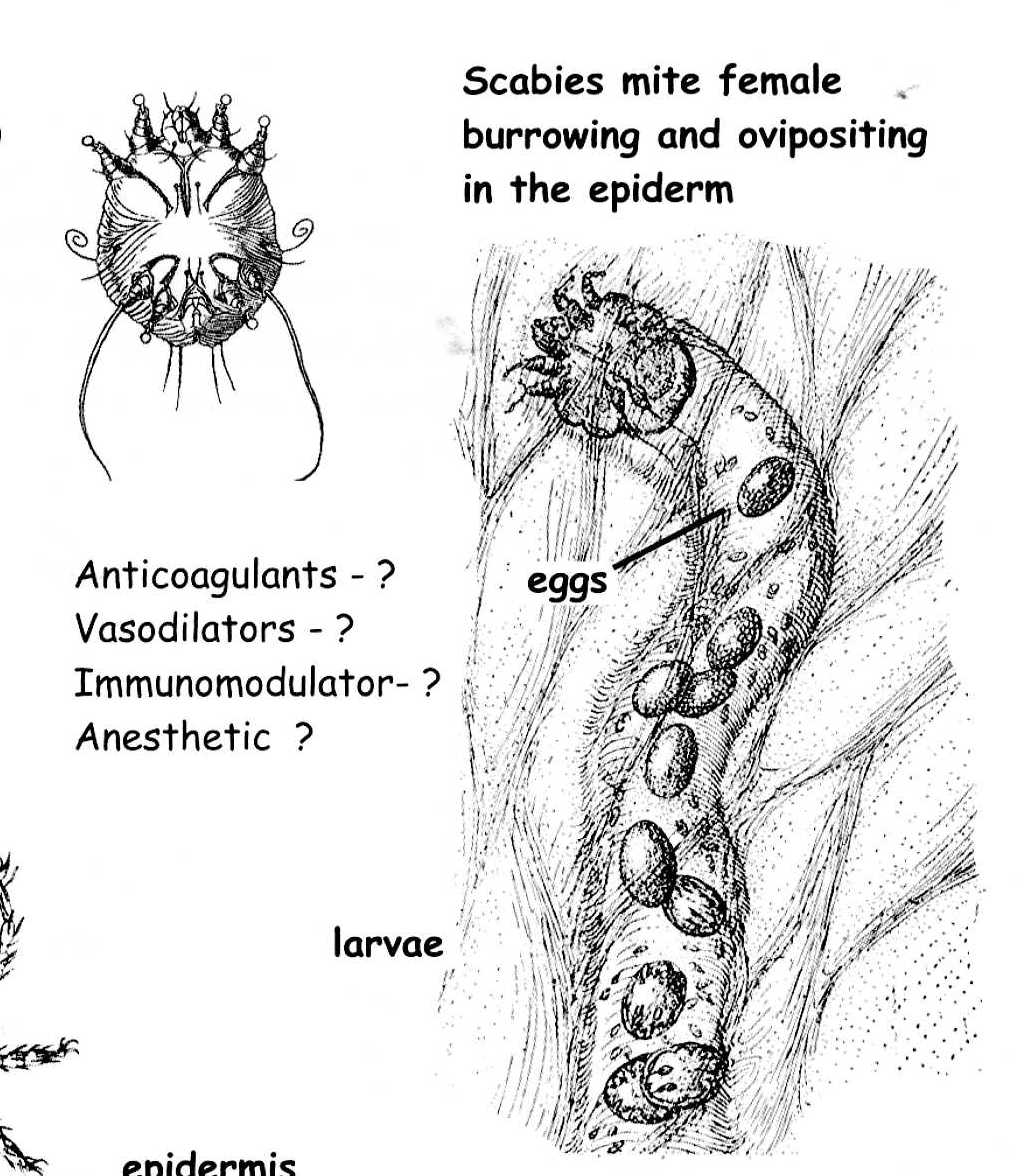 Scabies mite female
burrowing and ovipositing
in the epiderm
eggs
Anticoagulants - ?
Vasodilators - ?
Immunomodulator- ?
Anesthetic ?
larvae
epidermis